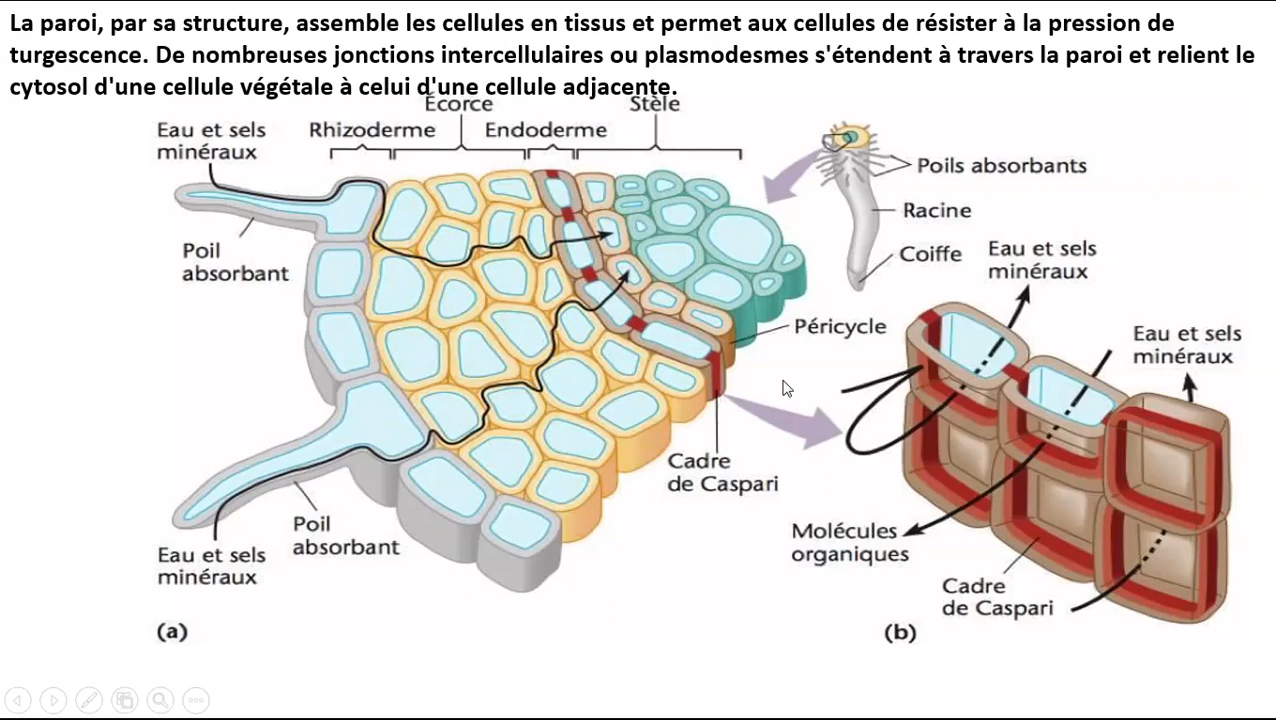 La paroi, par sa structure, assemble les cellules en tissus et permet aux cellules de résister à la pression de
turgescence. De nombreuses jonctions intercellulaires ou plasmodesmes s'étendent à travers la paroi et relient le
cytosol d'une cellule végétale à celui d'une cellule adjacente.
Écorce
Stèle
Eau et sels
minéraux
Rhizoderme
Endoderme
Poils absorbants
Racine
Coiffe
Poil
absorbant
Eau et sels
minéraux
Péricycle
Eau et sels
minéraux
Cadre
de Caspari
Poil
absorbant
Eau et sels
minéraux
Molécules
organiques
Cadre
de Caspari
(a)
(b)